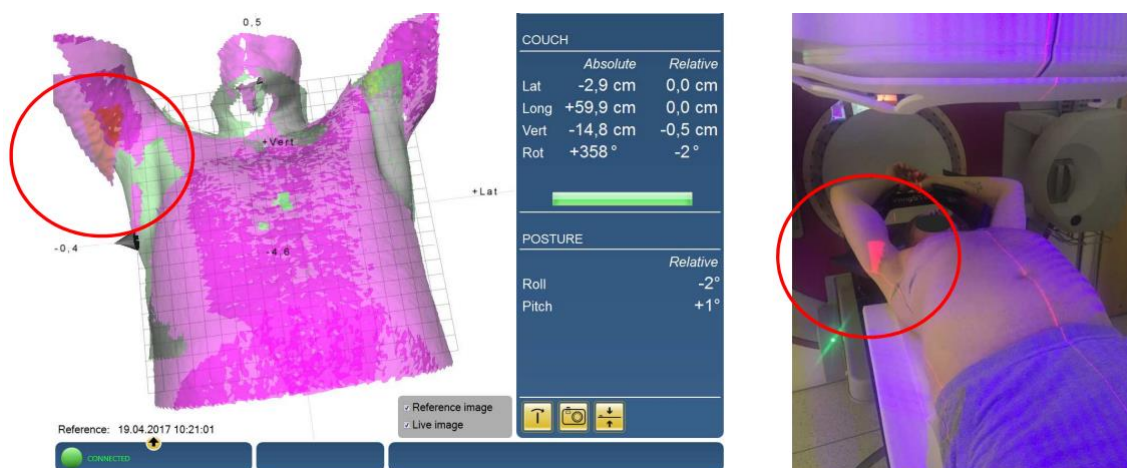 0,5
+Vert
+Lat
-0,4
-4,6
COUCH
Absolute Relative
Lat -2,9 cm 0,0 cm
Long +59,9 cm 0,0 cm
Vert -14,8 cm -0,5 cm
Rot +358 ° -2°
POSTURE
Relative
Roll -2°
Pitch +1°
Reference image
Live image
Reference: 19.04.2017 10:21:01
CONNECTED